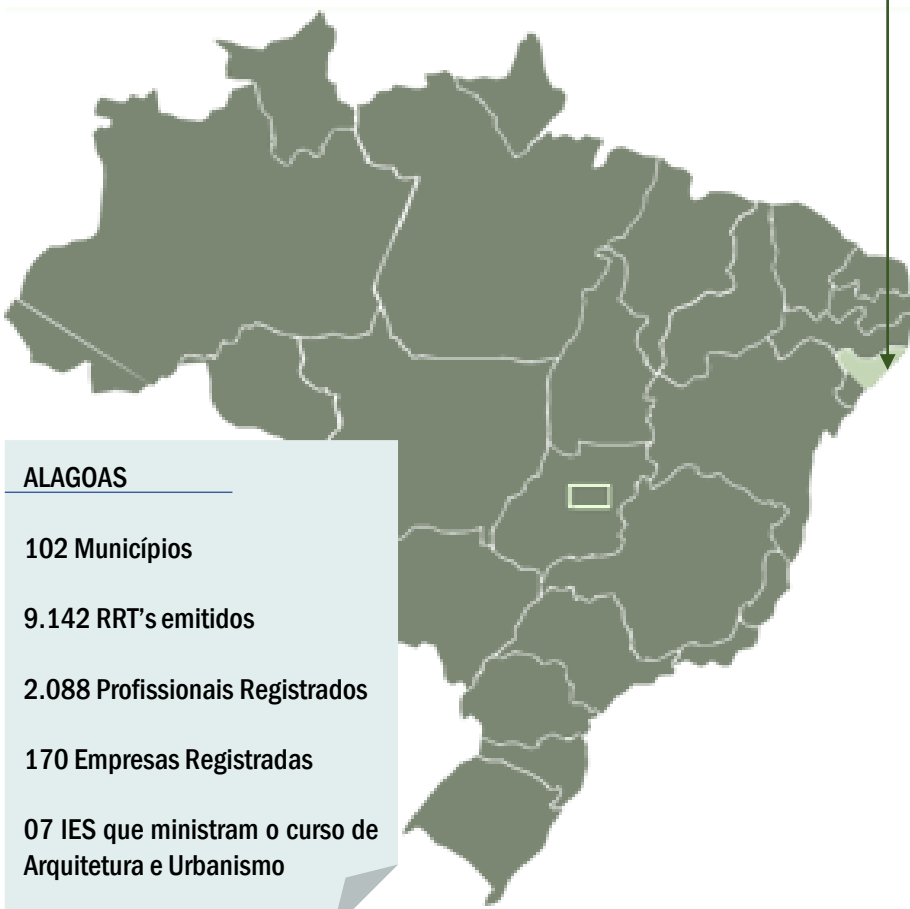 ALAGOAS
102 Municípios
9.142 RRT’s emitidos
2.088 Profissionais Registrados
170 Empresas Registradas
07 IES que ministram o curso de
Arquitetura e Urbanismo